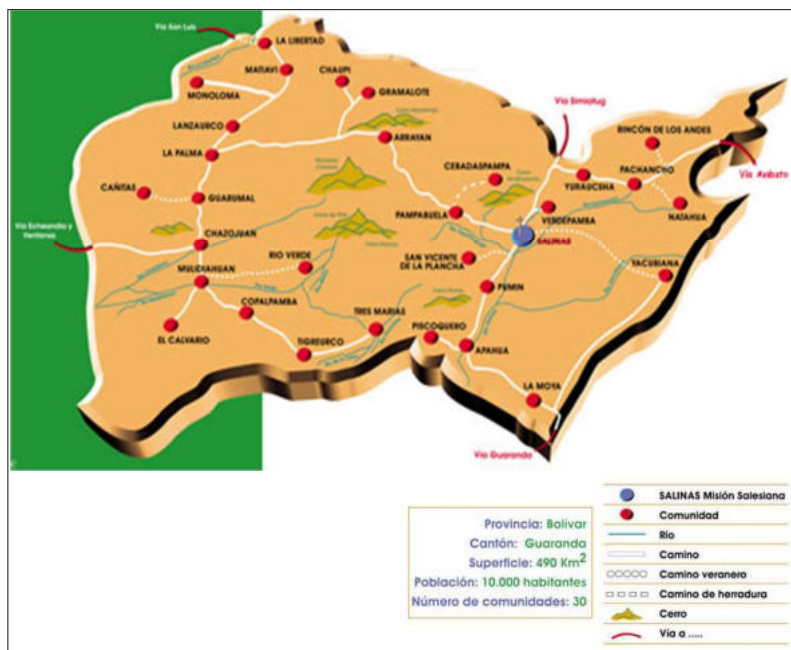 Vía San Luis
LA LIBERTAD
MATIAVI
CHAUPI
GRAMALOTE
MONOLOMA
LANZAURCO
ARRAYAN
Vía Simiatug
RINCÓN DE LOS ANDES
LA PALMA
CEBADASPAMPA
PACHANCHO
Vía Ambato
YURAUCSHA
CAÑITAS
GUARUMAL
PAMPABUELA
VERDEPAMBA
NATAHUA
Vía Echeandia y
Ventanas
CHAZOJUAN
SALINAS
RIO VERDE
SAN VICENTE
DE LA PLANCHA
YACUBIANA
MULIDIAHUAN
PUMIN
COPALPAMBA
TRES MARIAS
PISCOQUERO
EL CALVARIO
TIGREURCO
APAHUA
LA MOYA
Vía Guaranda
Provincia: Bolívar
Cantón: Guaranda
Superficie: 490 Km²
Población: 10.000 habitantes
Número de comunidades: 30
SALINAS Misión Salesiana
Comunidad
Río
Camino
Camino veranero
Camino de herradura
Cerro
Vía a .....